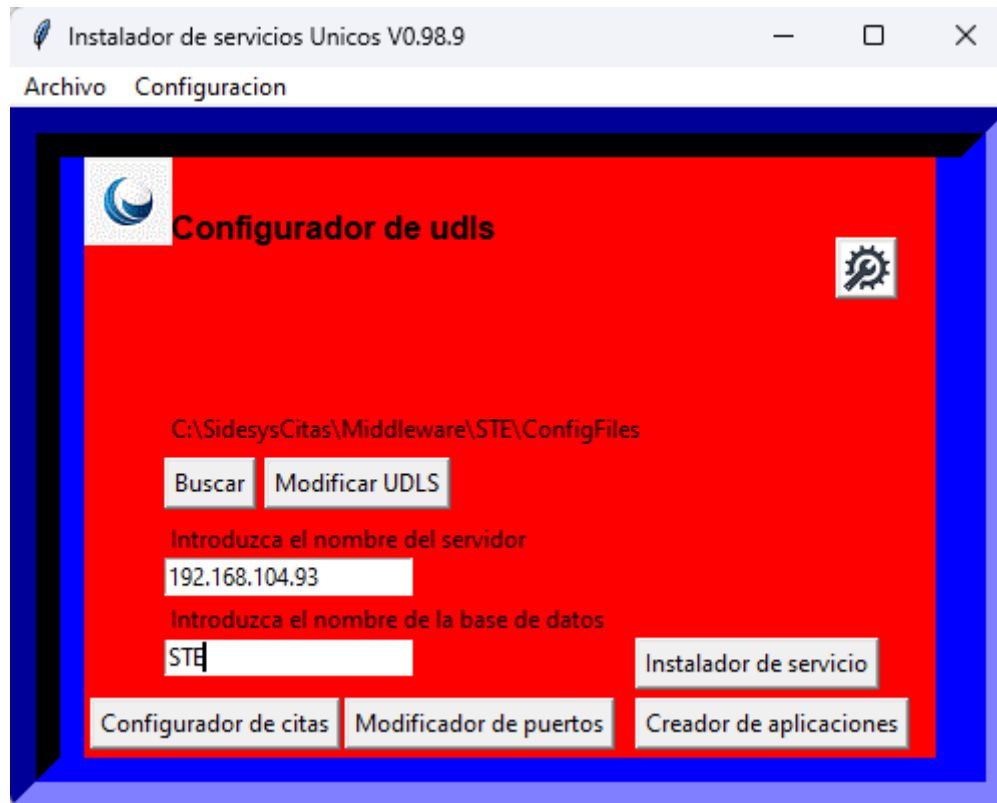 Instalador de servicios Unicos V0.98.9
Archivo Configuracion
Configurador de udls
C:\SidesysCitas\Middleware\STE\ConfigFiles
Buscar Modificar UDLS
Introduzca el nombre del servidor
192.168.104.93
Introduzca el nombre de la base de datos
STE
Instalador de servicio
Configurador de citas Modificador de puertos Creador de aplicaciones